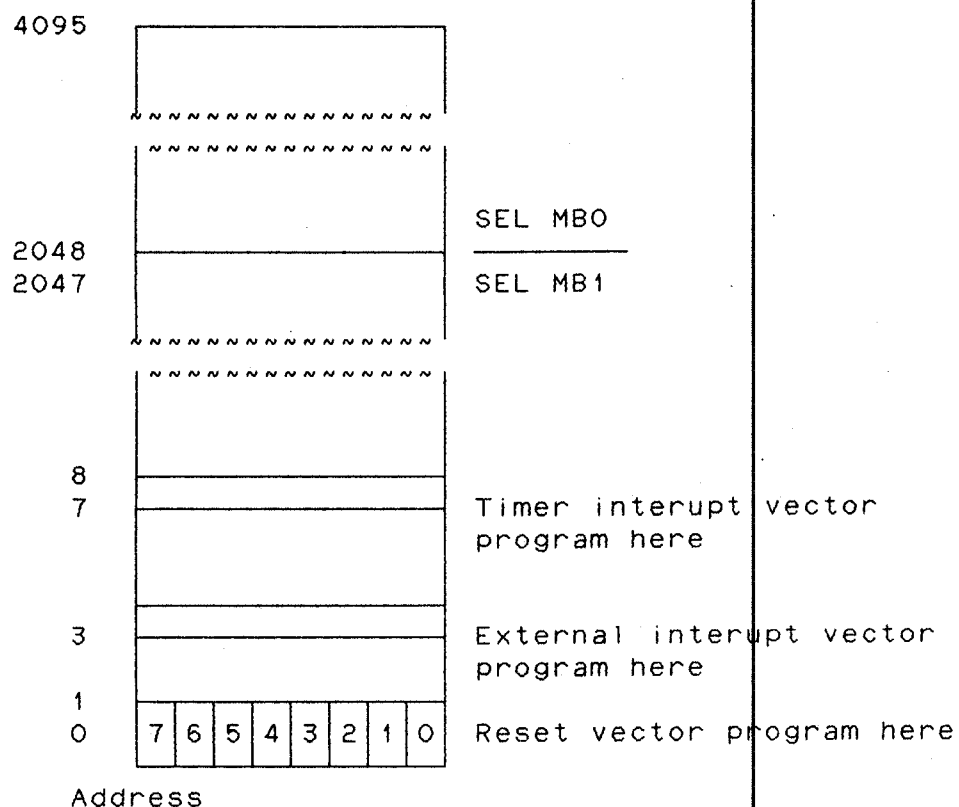 4095
SEL MB0
2048
2047 SEL MB1
8
7 Timer interupt vector
program here
3 External interupt vector
program here
1
0 7 6 5 4 3 2 1 0 Reset vector program here
Address